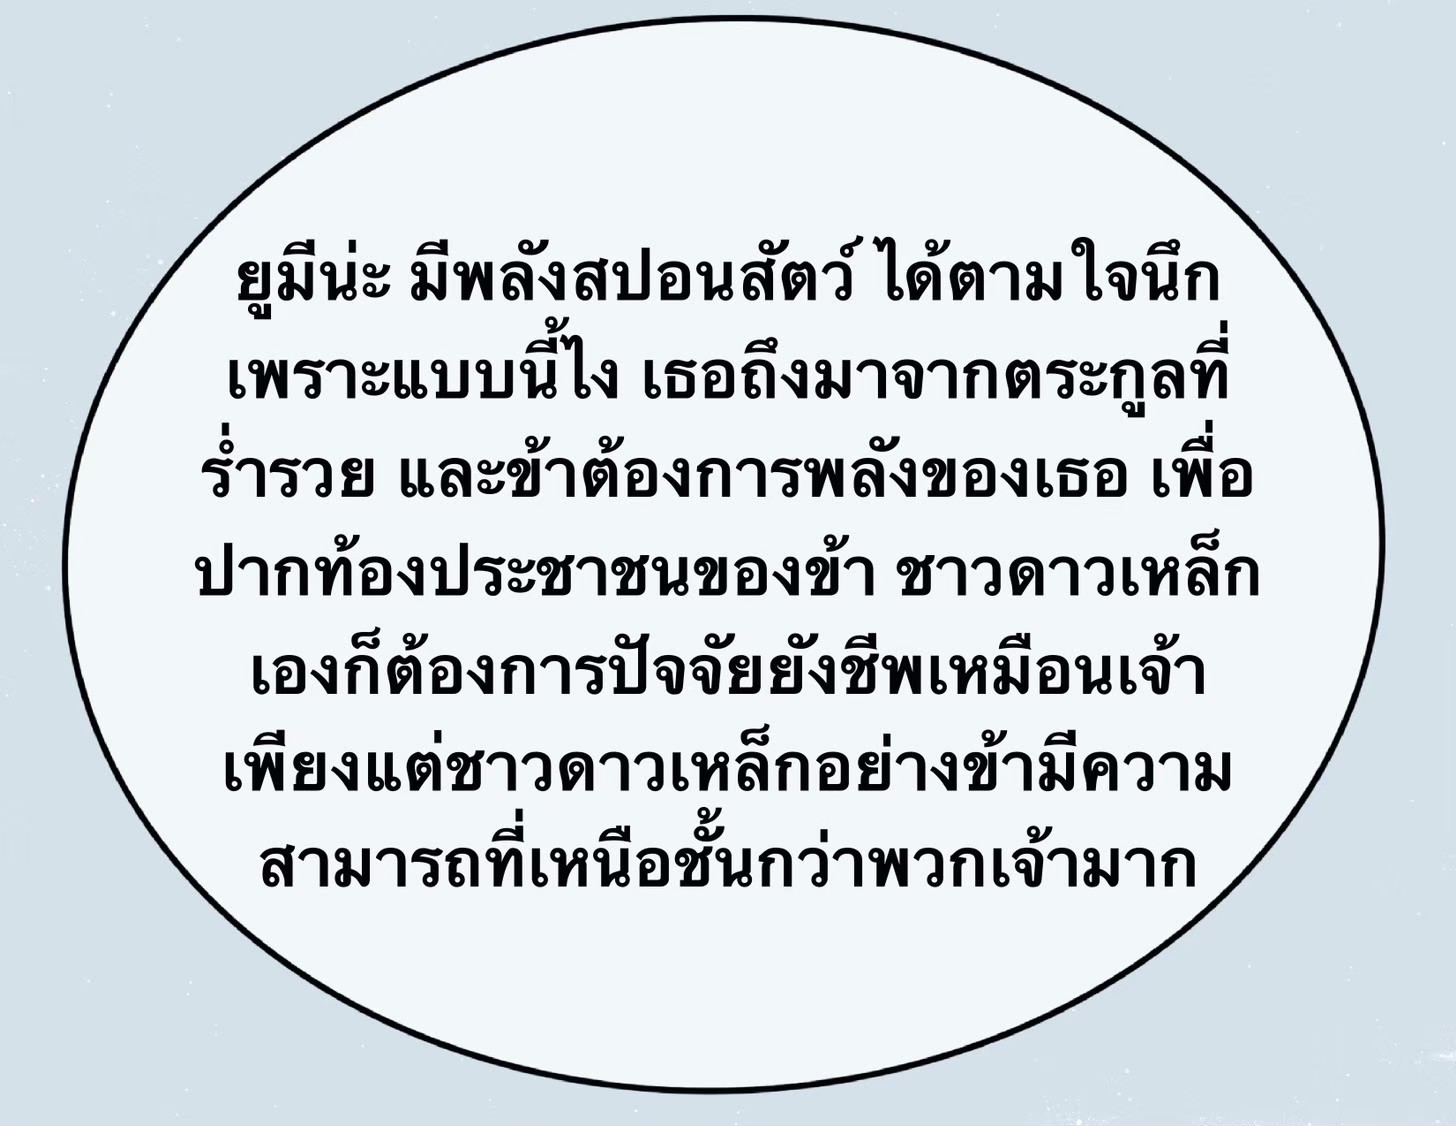 ยูมีน่ะ มีพลังสปอนสัตว์ ได้ตามใจนึก
เพราะแบบนี้ไง เธอถึงมาจากตระกูลที่
ร่ำรวย และข้าต้องการพลังของเธอ เพื่อ
ปากท้องประชาชนของข้า ชาวดาวเหล็ก
เองก็ต้องการปัจจัยยังชีพเหมือนเจ้า
เพียงแต่ชาวดาวเหล็กอย่างข้ามีความ
สามารถที่เหนือชั้นกว่าพวกเจ้ามาก